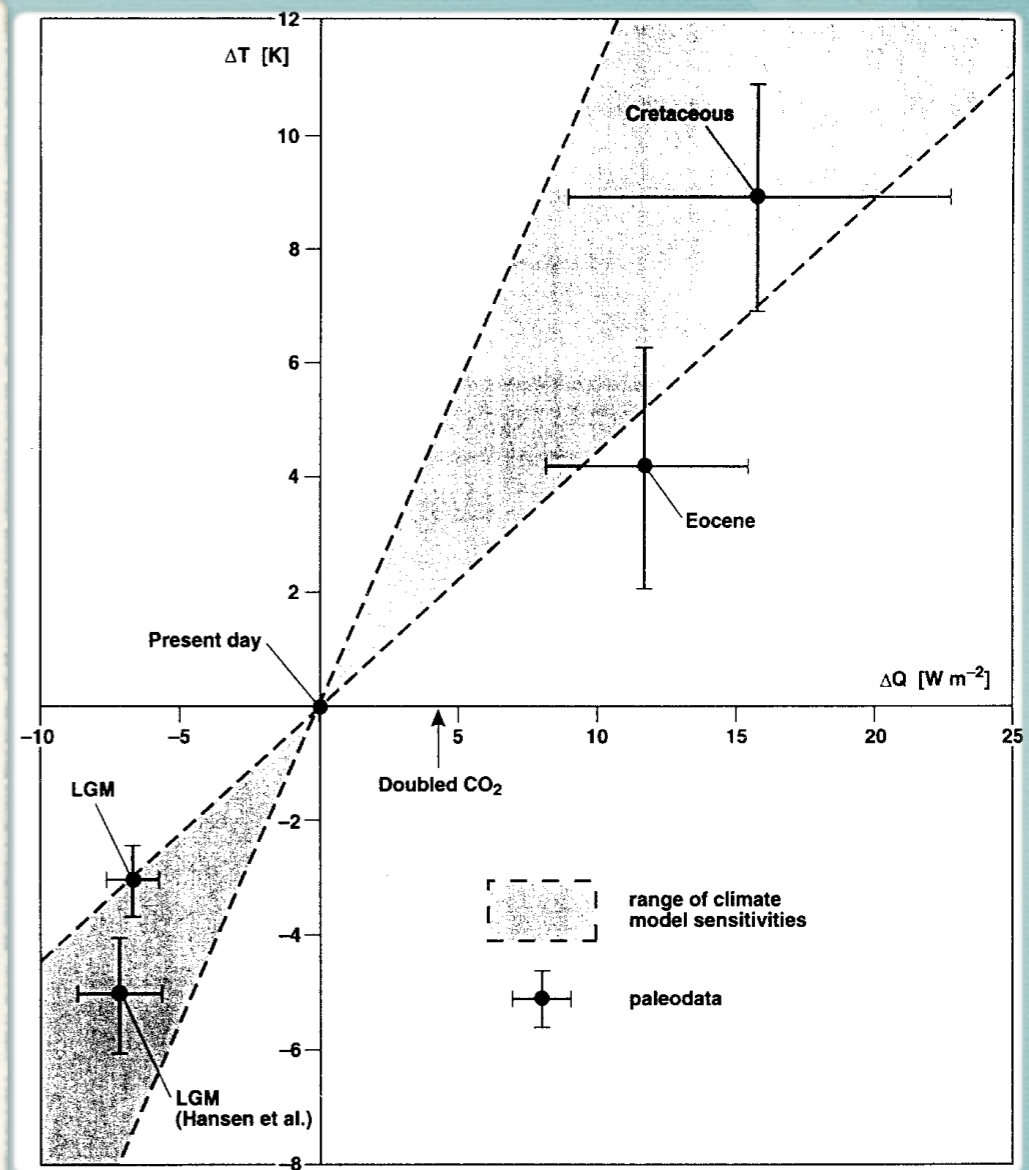 12
ΔT [K]
Cretaceous
10
8
6
Eocene
4
2
Present day
ΔQ [W m⁻²]
−10
−5
5
10
15
20
25
Doubled CO₂
LGM
−2
range of climate
model sensitivities
−4
paleodata
−6
LGM
(Hansen et al.)
−8